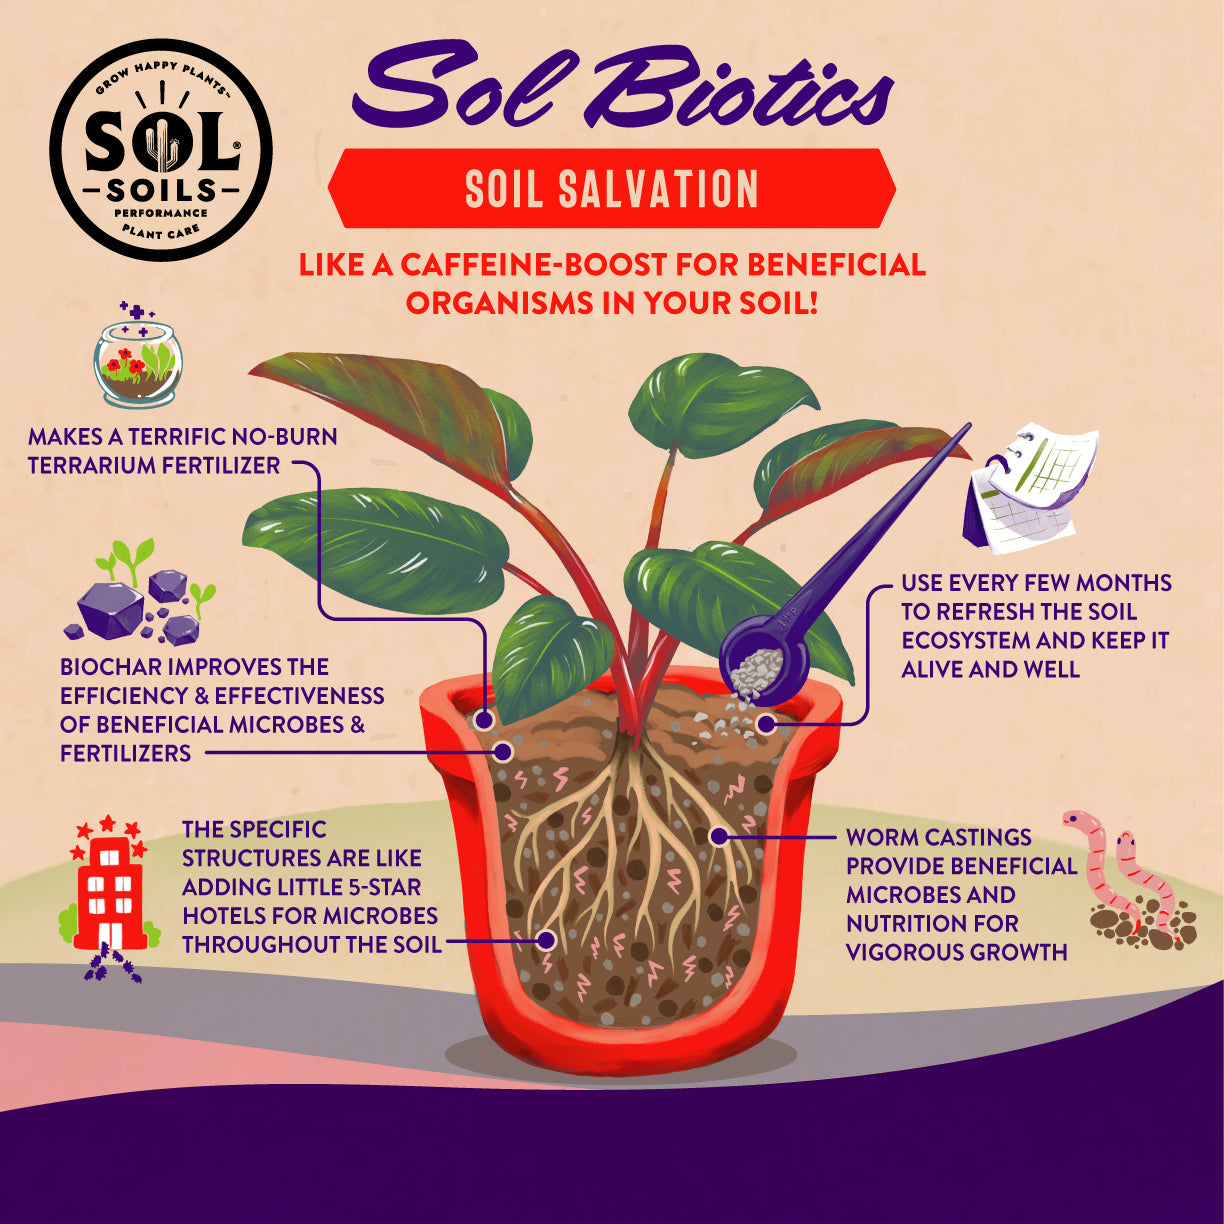 GROW HAPPY PLANTS™
SOL®
SOILS
PERFORMANCE
PLANT CARE
Sol Biotics
SOIL SALVATION
LIKE A CAFFEINE-BOOST FOR BENEFICIAL
ORGANISMS IN YOUR SOIL!
MAKES A TERRIFIC NO-BURN
TERRARIUM FERTILIZER
BIOCHAR IMPROVES THE
EFFICIENCY & EFFECTIVENESS
OF BENEFICIAL MICROBES &
FERTILIZERS
THE SPECIFIC
STRUCTURES ARE LIKE
ADDING LITTLE 5-STAR
HOTELS FOR MICROBES
THROUGHOUT THE SOIL
1 TSP
USE EVERY FEW MONTHS
TO REFRESH THE SOIL
ECOSYSTEM AND KEEP IT
ALIVE AND WELL
WORM CASTINGS
PROVIDE BENEFICIAL
MICROBES AND
NUTRITION FOR
VIGOROUS GROWTH